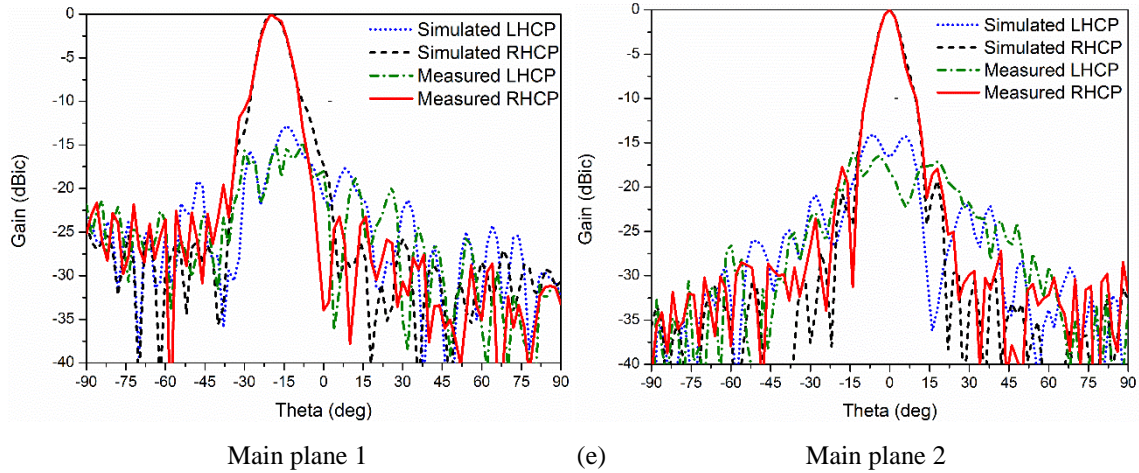 Simulated LHCP
Simulated RHCP
Measured LHCP
Measured RHCP
Gain (dBic)
0
-5
-10
-15
-20
-25
-30
-35
-40
-90 -75 -60 -45 -30 -15 0 15 30 45 60 75 90
Theta (deg)
Simulated LHCP
Simulated RHCP
Measured LHCP
Measured RHCP
Gain (dBic)
0
-5
-10
-15
-20
-25
-30
-35
-40
-90 -75 -60 -45 -30 -15 0 15 30 45 60 75 90
Theta (deg)
Main plane 1 (e) Main plane 2